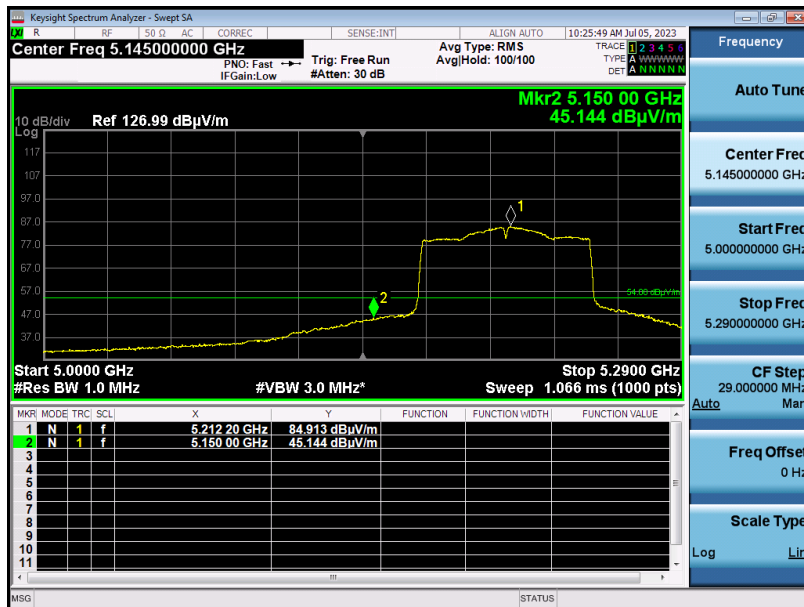 Keysight Spectrum Analyzer - Swept SA
LXI R RF 50 Ω AC CORREC SENSE:INT ALIGN AUTO 10:25:49 AM Jul 05, 2023
Center Freq 5.145000000 GHz
PNO: Fast
IFGain:Low
Trig: Free Run
#Atten: 30 dB
Avg Type: RMS
Avg|Hold: 100/100
TRACE 1 2 3 4 5 6
TYPE A W W W W W
DET A N N N N N
Mkr2 5.150 00 GHz
45.144 dBµV/m
10 dB/div Ref 126.99 dBµV/m
Log
117
107
97.0
87.0
77.0
67.0
57.0
47.0
37.0
1
2
54.00 dBµV/m
Start 5.0000 GHz Stop 5.2900 GHz
#Res BW 1.0 MHz #VBW 3.0 MHz* Sweep 1.066 ms (1000 pts)
MKR MODE TRC SCL X Y FUNCTION FUNCTION WIDTH FUNCTION VALUE
1 N 1 f 5.212 20 GHz 84.913 dBµV/m
2 N 1 f 5.150 00 GHz 45.144 dBµV/m
3
4
5
6
7
8
9
10
11
MSG STATUS
Frequency
Auto Tune
Center Freq
5.145000000 GHz
Start Freq
5.000000000 GHz
Stop Freq
5.290000000 GHz
CF Step
29.000000 MHz
Auto Man
Freq Offset
0 Hz
Scale Type
Log Lin